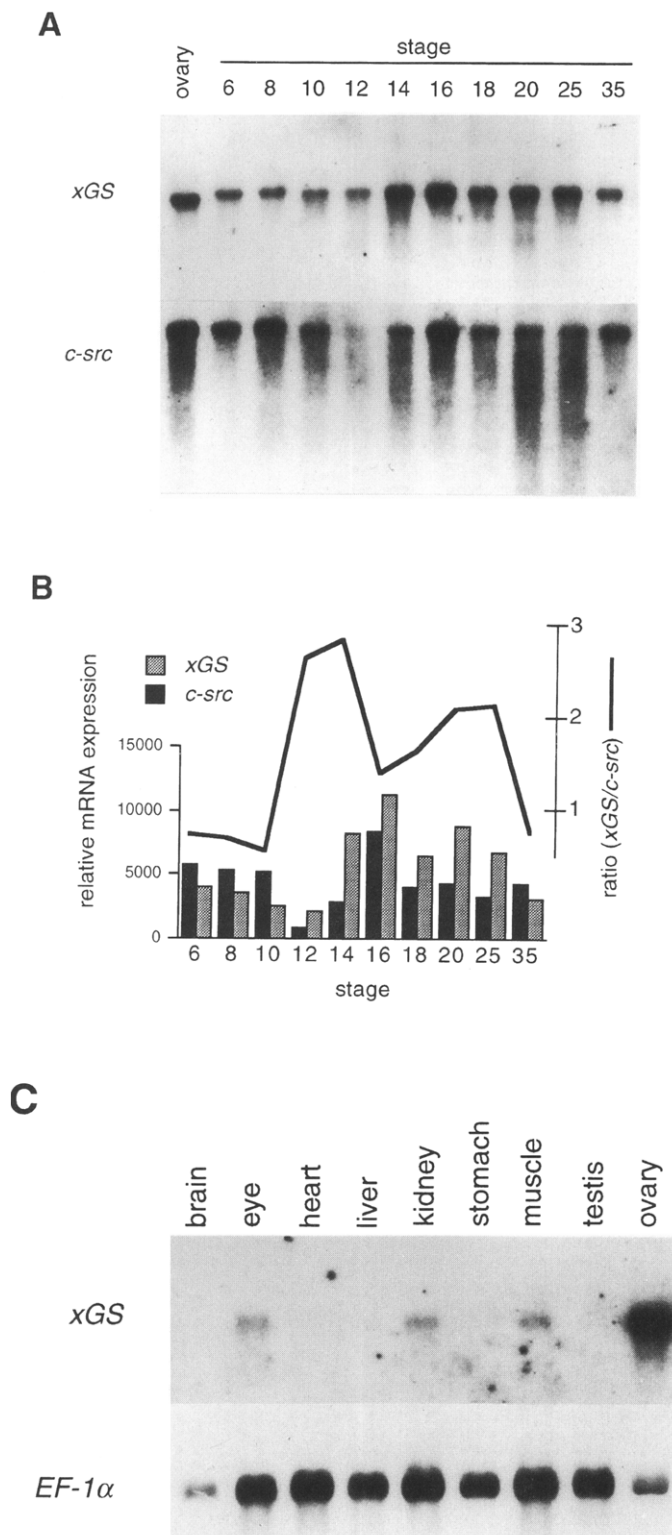 A
stage
ovary 6 8 10 12 14 16 18 20 25 35
xGS
c-src
B
xGS
c-src
relative mRNA expression
15000
10000
5000
0
3
2
1
ratio (xGS/c-src)
6 8 10 12 14 16 18 20 25 35
stage
C
brain eye heart liver kidney stomach muscle testis ovary
xGS
EF-1α